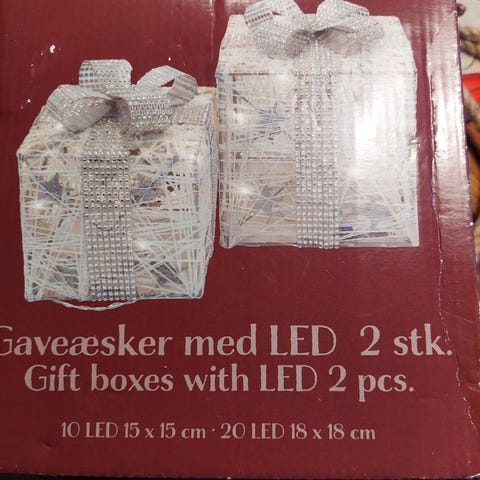 Gaveæsker med LED 2 stk.
Gift boxes with LED 2 pcs.
10 LED 15 x 15 cm · 20 LED 18 x 18 cm